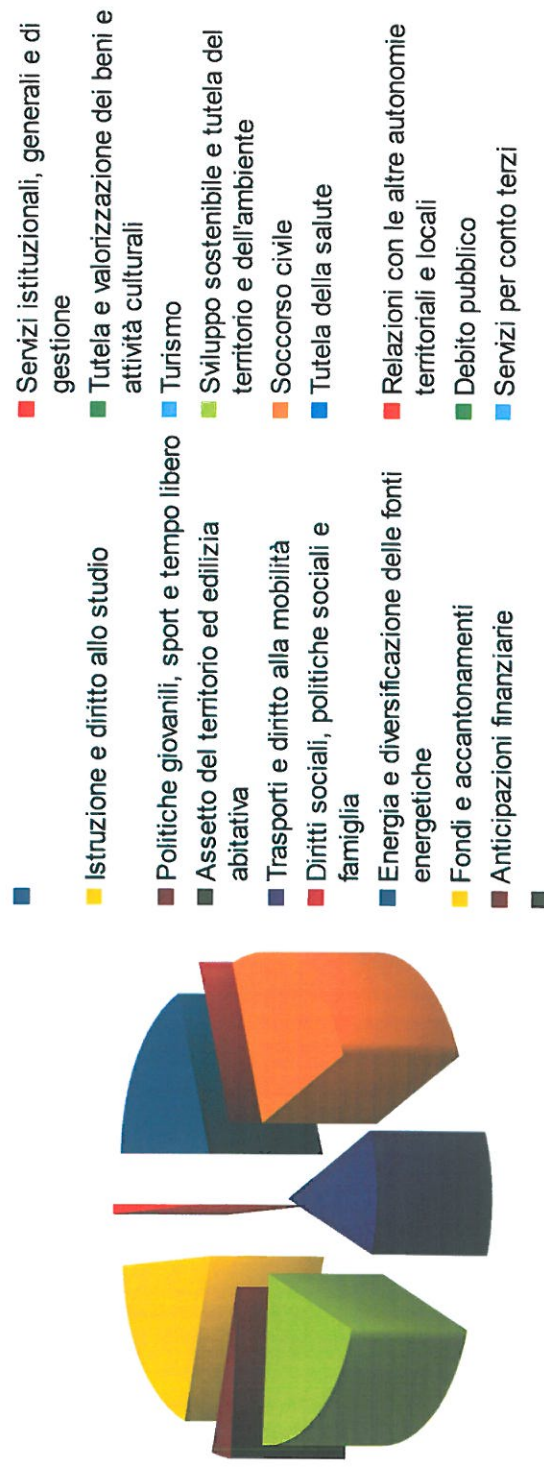 Istruzione e diritto allo studio
Politiche giovanili, sport e tempo libero
Assetto del territorio ed edilizia
abitativa
Trasporti e diritto alla mobilità
Diritti sociali, politiche sociali e
famiglia
Energia e diversificazione delle fonti
energetiche
Fondi e accantonamenti
Anticipazioni finanziarie
Servizi istituzionali, generali e di
gestione
Tutela e valorizzazione dei beni e
attività culturali
Turismo
Sviluppo sostenibile e tutela del
territorio e dell'ambiente
Soccorso civile
Tutela della salute
Relazioni con le altre autonomie
territoriali e locali
Debito pubblico
Servizi per conto terzi